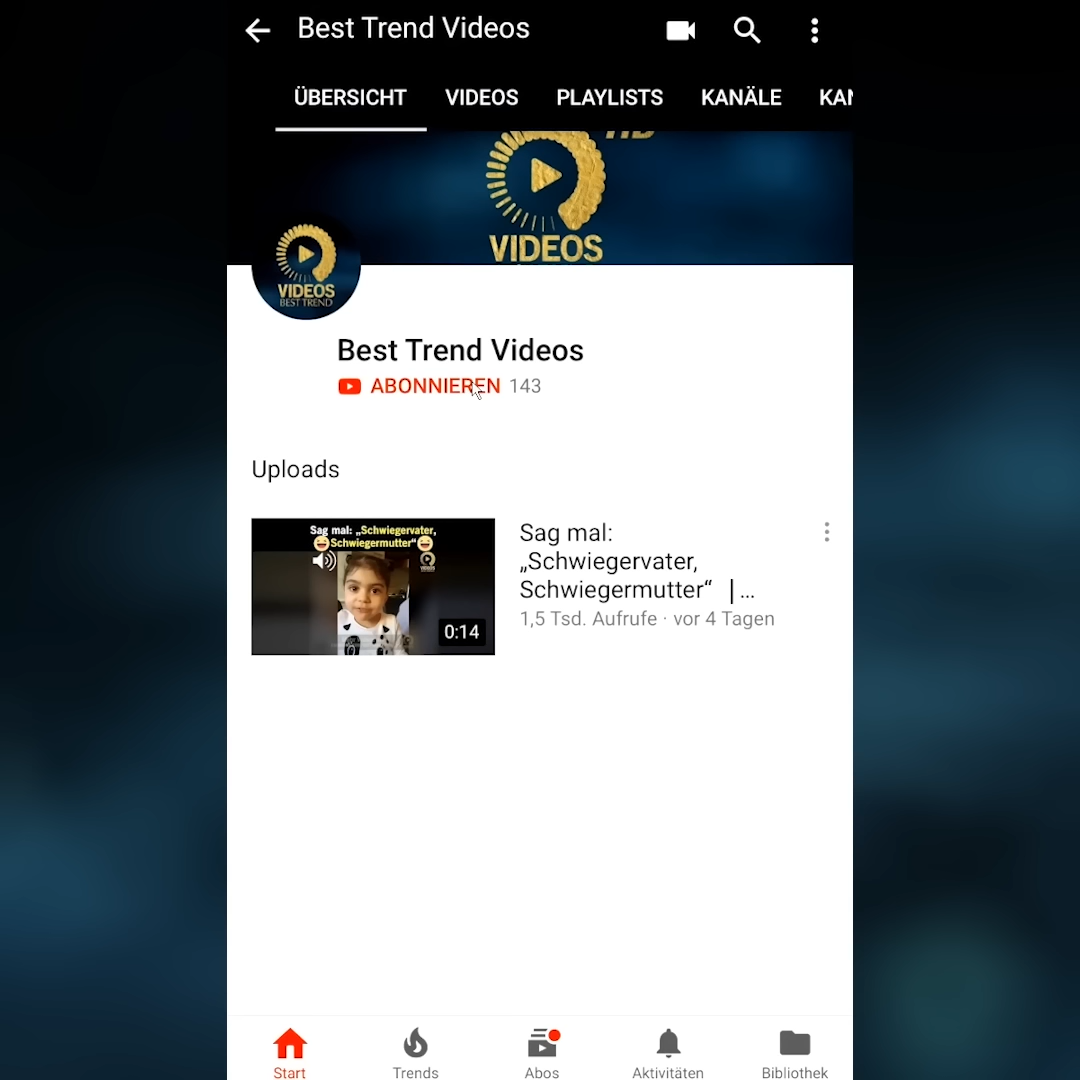 Best Trend Videos
ÜBERSICHT VIDEOS PLAYLISTS KANÄLE KAN
HD
VIDEOS
VIDEOS
BEST TREND
Best Trend Videos
ABONNIEREN 143
Uploads
Sag mal: „Schwiegervater,
Schwiegermutter“
0:14
Sag mal:
„Schwiegervater,
Schwiegermutter“ | ...
1,5 Tsd. Aufrufe · vor 4 Tagen
Start Trends Abos Aktivitäten Bibliothek